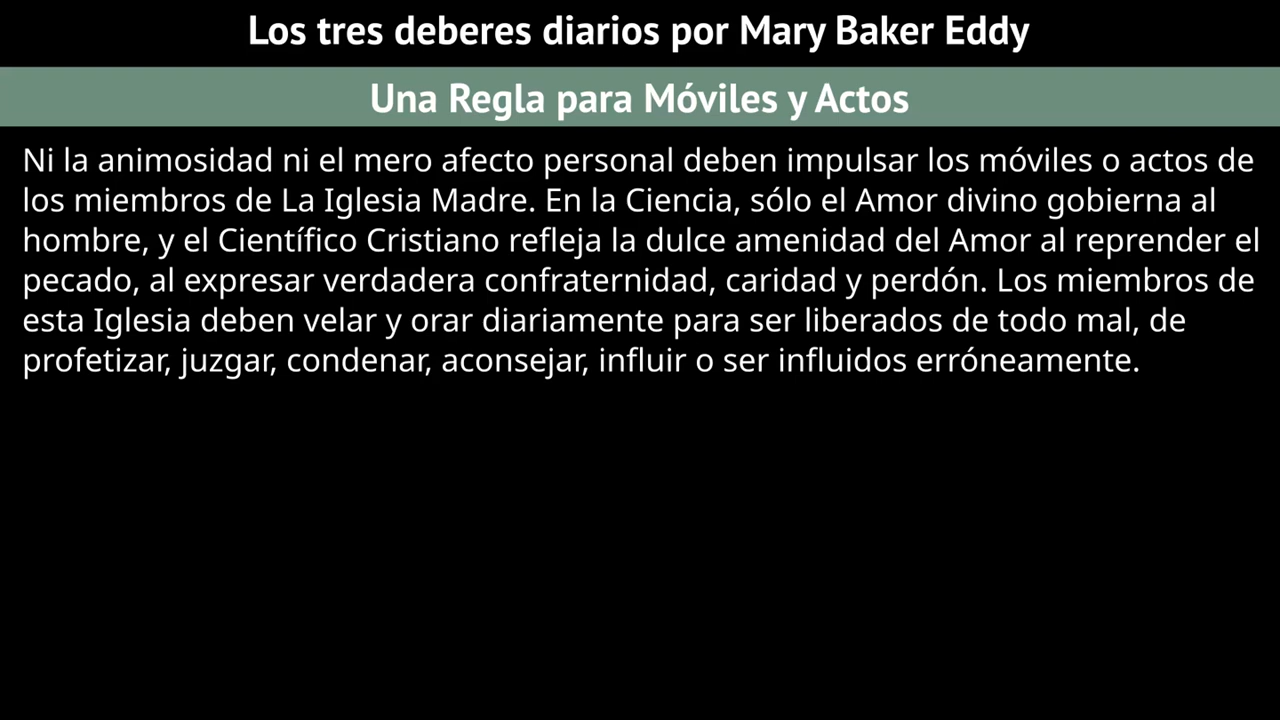 Los tres deberes diarios por Mary Baker Eddy
Una Regla para Móviles y Actos
Ni la animosidad ni el mero afecto personal deben impulsar los móviles o actos de
los miembros de La Iglesia Madre. En la Ciencia, sólo el Amor divino gobierna al
hombre, y el Científico Cristiano refleja la dulce amenidad del Amor al reprender el
pecado, al expresar verdadera confraternidad, caridad y perdón. Los miembros de
esta Iglesia deben velar y orar diariamente para ser liberados de todo mal, de
profetizar, juzgar, condenar, aconsejar, influir o ser influidos erróneamente.